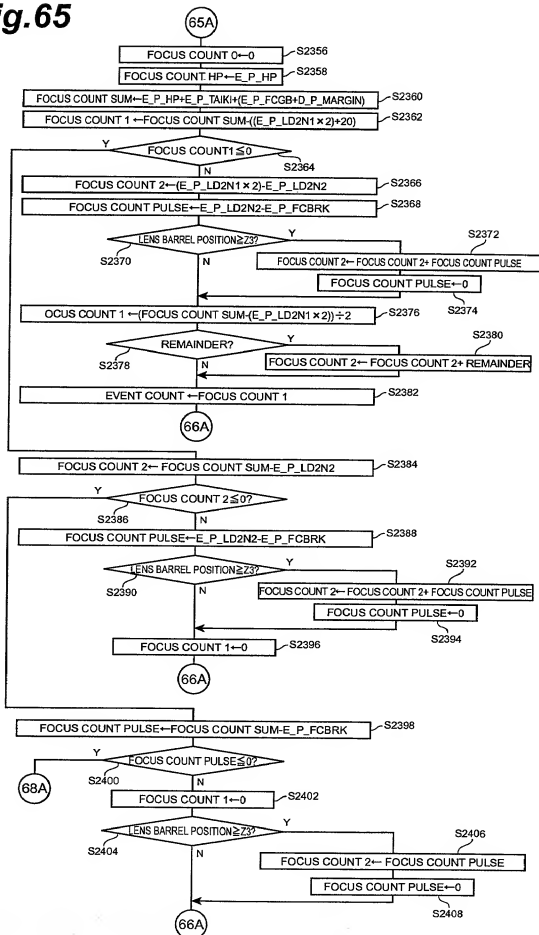 Fig.65
65A
FOCUS COUNT 0←0
S2356
FOCUS COUNT HP←E_P_HP
S2358
FOCUS COUNT SUM←E_P_HP+E_TAIKI+(E_P_FCGB+D_P_MARGIN)
S2360
FOCUS COUNT 1 ←FOCUS COUNT SUM-((E_P_LD2N1×2)+20)
S2362
Y
FOCUS COUNT1≦0
S2364
N
FOCUS COUNT 2←(E_P_LD2N1×2)-E_P_LD2N2
S2366
FOCUS COUNT PULSE←E_P_LD2N2-E_P_FCBRK
S2368
LENS BARREL POSITION≧Z3?
Y
S2370
N
S2372
FOCUS COUNT 2← FOCUS COUNT 2+ FOCUS COUNT PULSE
FOCUS COUNT PULSE←0
S2374
OCUS COUNT 1 ←(FOCUS COUNT SUM-(E_P_LD2N1×2))÷2
S2376
REMAINDER?
Y
S2378
N
S2380
FOCUS COUNT 2← FOCUS COUNT 2+ REMAINDER
EVENT COUNT ←FOCUS COUNT 1
S2382
66A
FOCUS COUNT 2← FOCUS COUNT SUM-E_P_LD2N2
S2384
Y
FOCUS COUNT 2≦0?
S2386
N
FOCUS COUNT PULSE←E_P_LD2N2-E_P_FCBRK
S2388
LENS BARREL POSITION≧Z3?
Y
S2390
N
S2392
FOCUS COUNT 2← FOCUS COUNT 2+ FOCUS COUNT PULSE
FOCUS COUNT PULSE←0
S2394
FOCUS COUNT 1←0
S2396
66A
FOCUS COUNT PULSE←FOCUS COUNT SUM-E_P_FCBRK
S2398
Y
FOCUS COUNT PULSE≦0?
S2400
68A
N
FOCUS COUNT 1←0
S2402
LENS BARREL POSITION≧Z3?
Y
S2404
N
S2406
FOCUS COUNT 2← FOCUS COUNT PULSE
FOCUS COUNT PULSE←0
S2408
66A